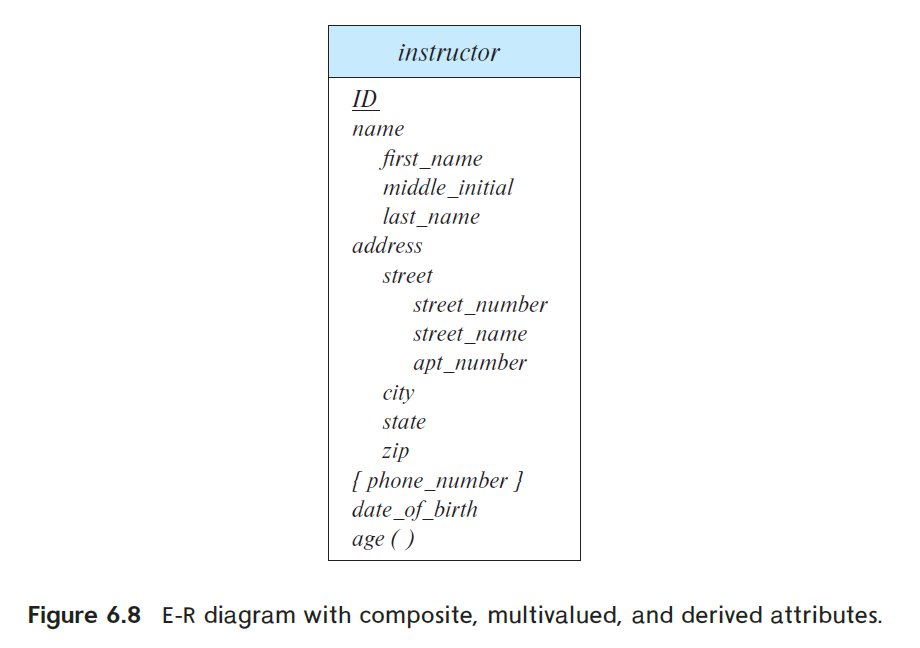 instructor
ID
name
first_name
middle_initial
last_name
address
street
street_number
street_name
apt_number
city
state
zip
{ phone_number }
date_of_birth
age ( )
Figure 6.8 E-R diagram with composite, multivalued, and derived attributes.